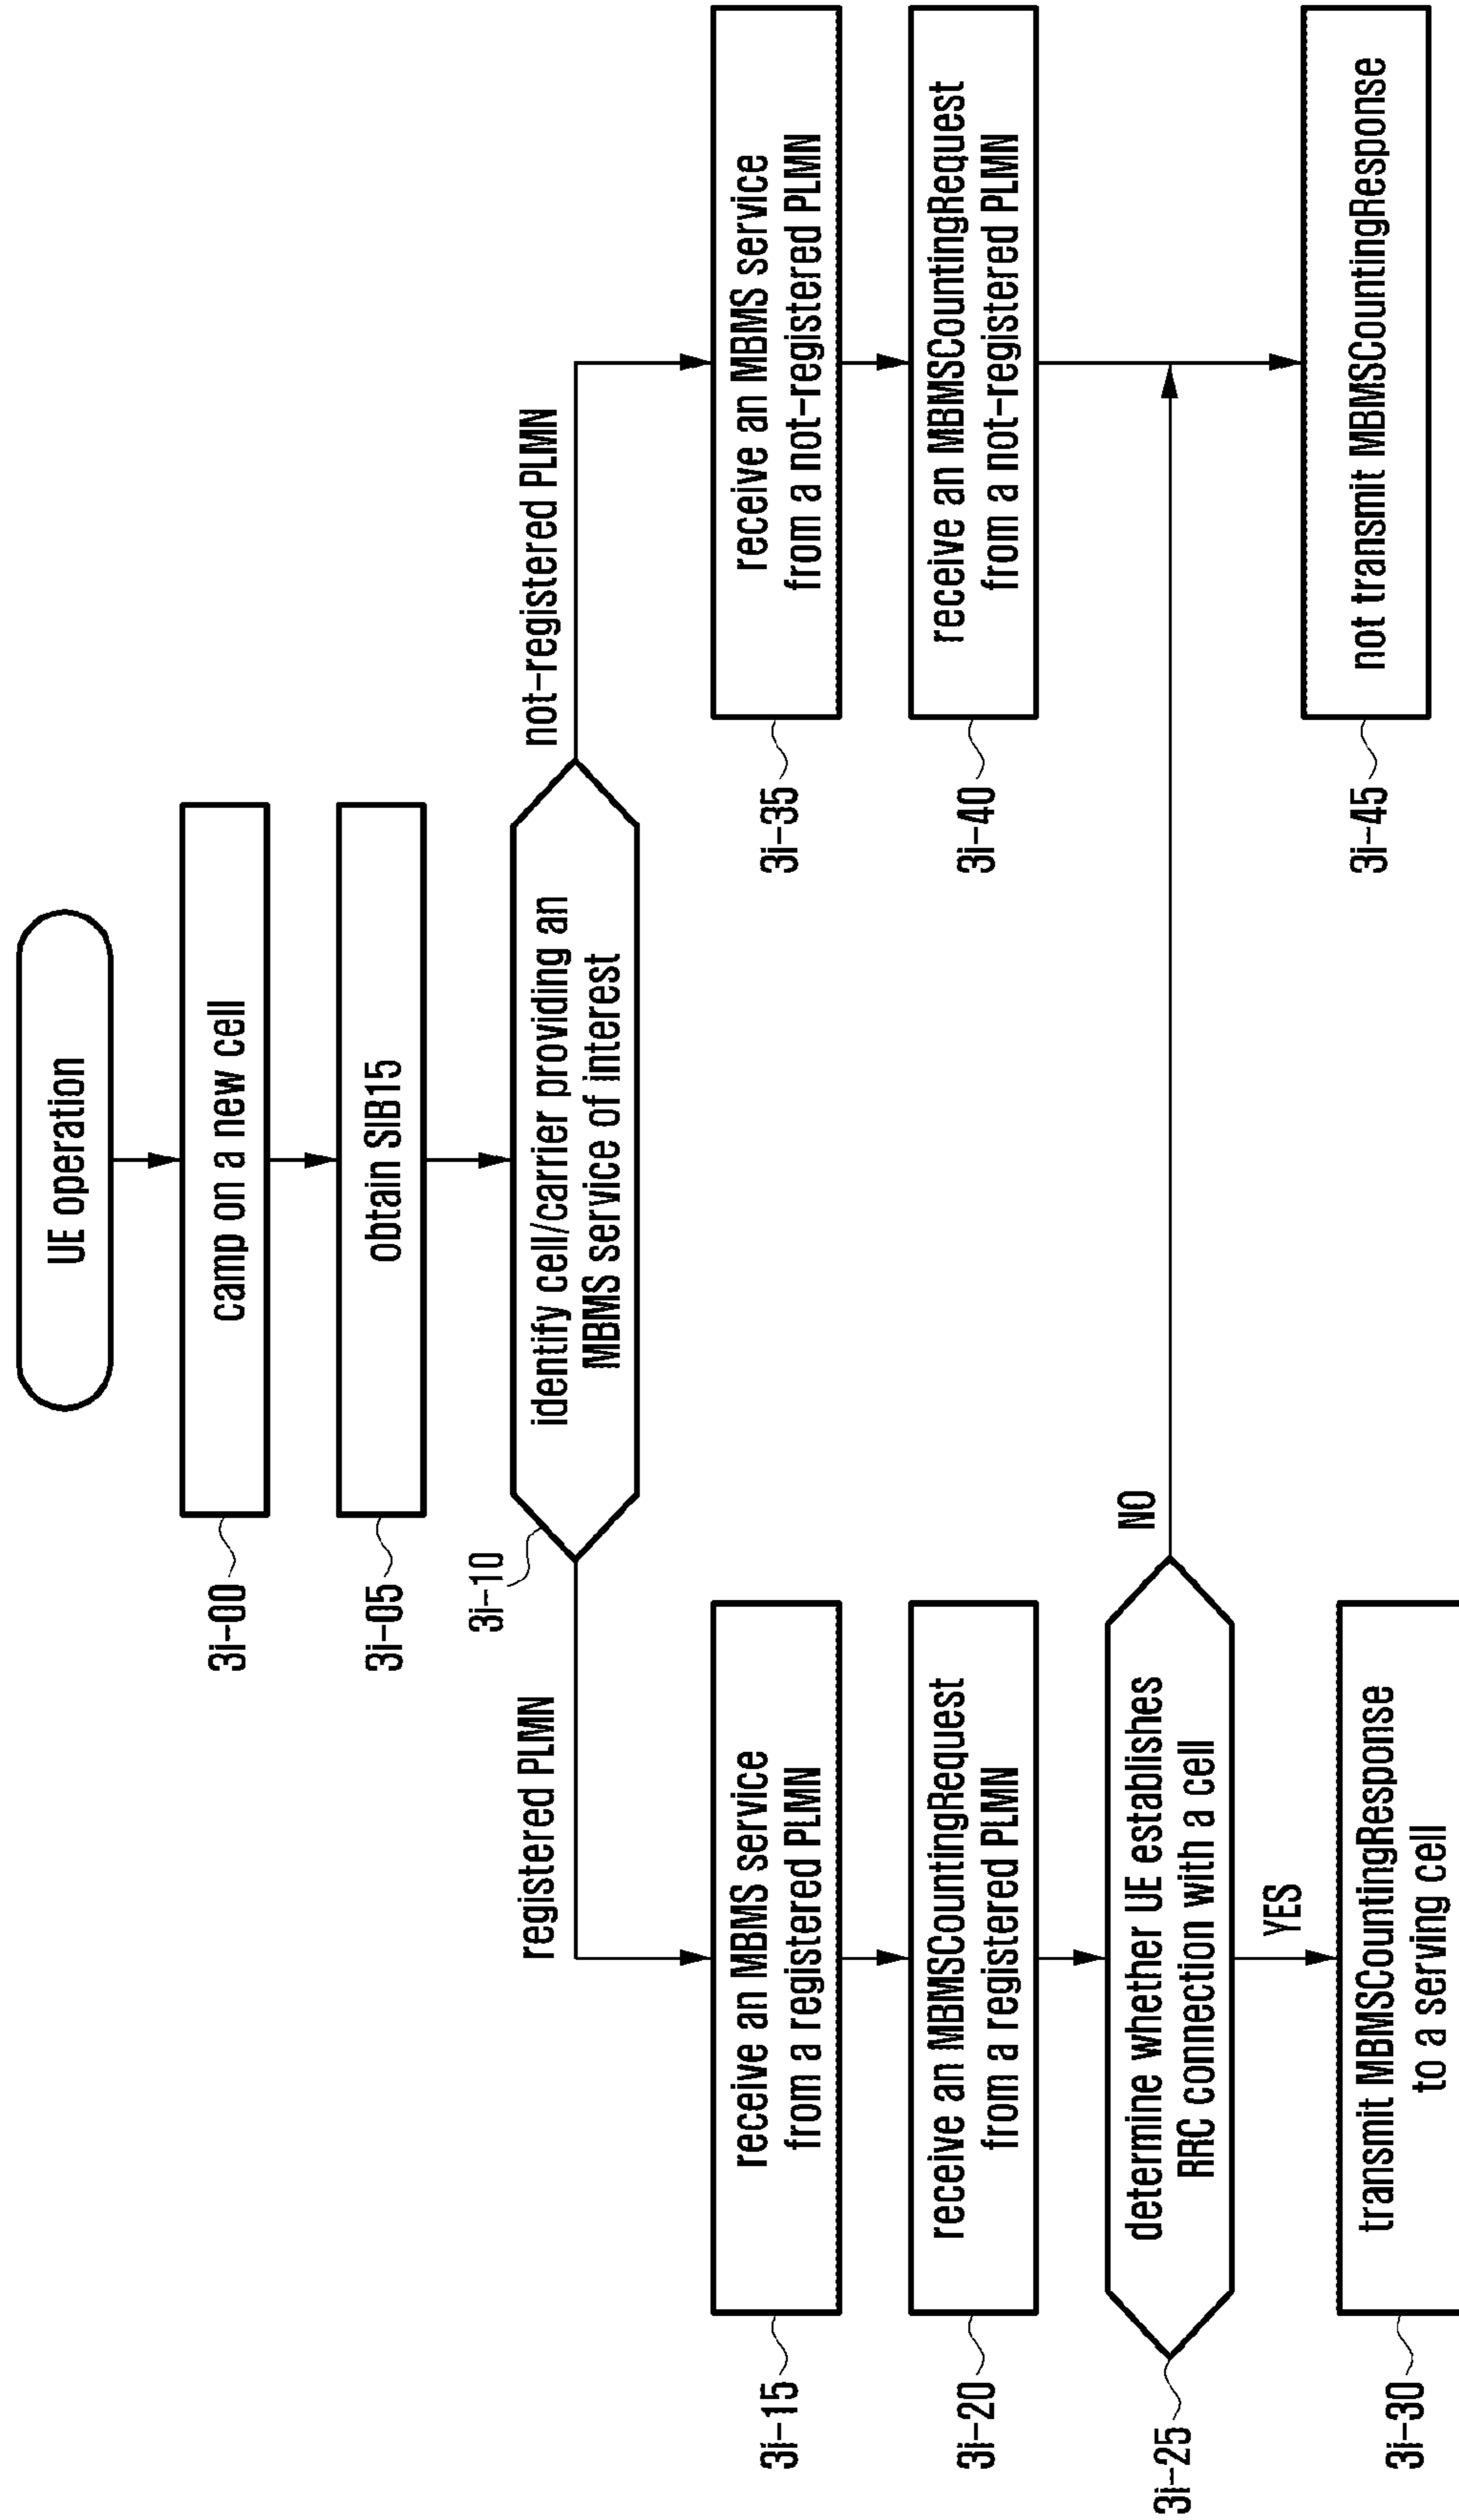 UE operation
3i-00
camp on a new cell
3i-05
obtain SIB15
3i-10
identify cell/carrier providing an
MBMS service of interest
registered PLMN
not-registered PLMN
3i-15
receive an MBMS service
from a registered PLMN
3i-35
receive an MBMS service
from a not-registered PLMN
3i-20
receive an MBMSCountingRequest
from a registered PLMN
3i-40
receive an MBMSCountingRequest
from a not-registered PLMN
3i-25
determine whether UE establishes
RRC connection with a cell
NO
YES
3i-30
transmit MBMSCountingResponse
to a serving cell
3i-45
not transmit MBMSCountingResponse